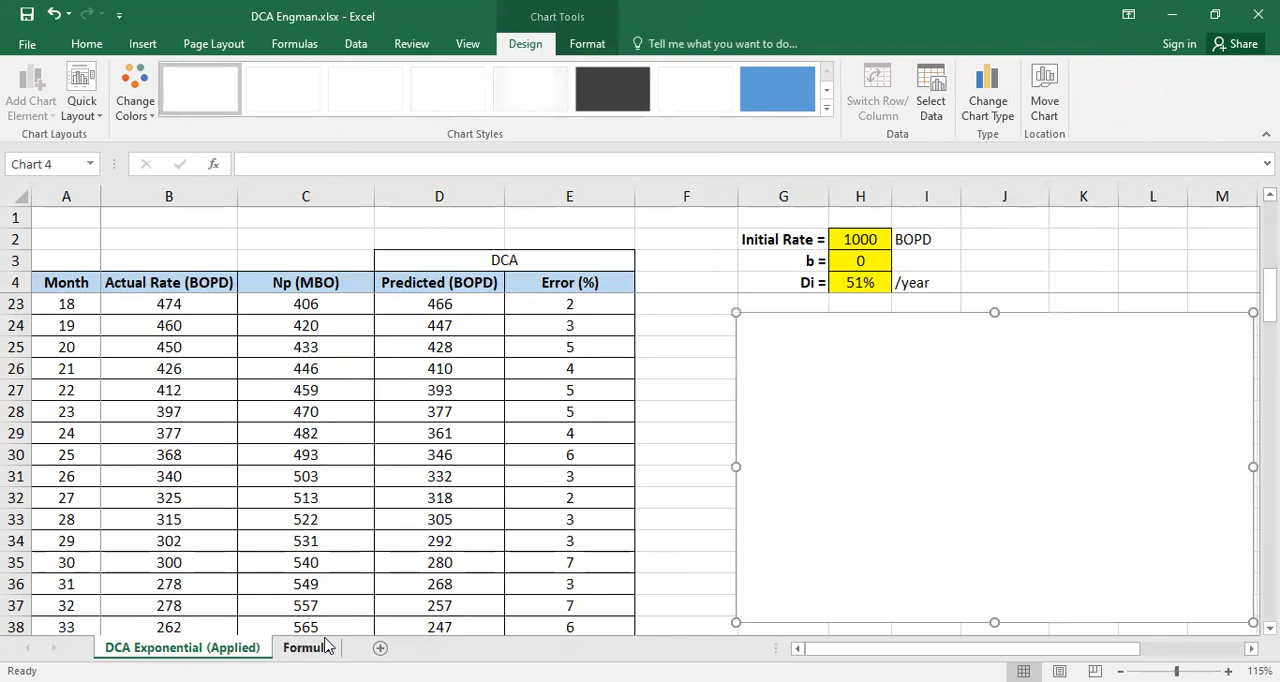 DCA Engman.xlsx - Excel
Chart Tools
File Home Insert Page Layout Formulas Data Review View Design Format Tell me what you want to do... Sign in Share
Add Chart Element Quick Layout Change Colors Switch Row/ Column Select Data Change Chart Type Move Chart
Chart Layouts Chart Styles Data Type Location
Chart 4 fx
A B C D E F G H I J K L M
1
2 Initial Rate = 1000 BOPD
3 DCA b = 0
4 Month Actual Rate (BOPD) Np (MBO) Predicted (BOPD) Error (%) Di = 51% /year
23 18 474 406 466 2
24 19 460 420 447 3
25 20 450 433 428 5
26 21 426 446 410 4
27 22 412 459 393 5
28 23 397 470 377 5
29 24 377 482 361 4
30 25 368 493 346 6
31 26 340 503 332 3
32 27 325 513 318 2
33 28 315 522 305 3
34 29 302 531 292 3
35 30 300 540 280 7
36 31 278 549 268 3
37 32 278 557 257 7
38 33 262 565 247 6
DCA Exponential (Applied)
Ready 115%